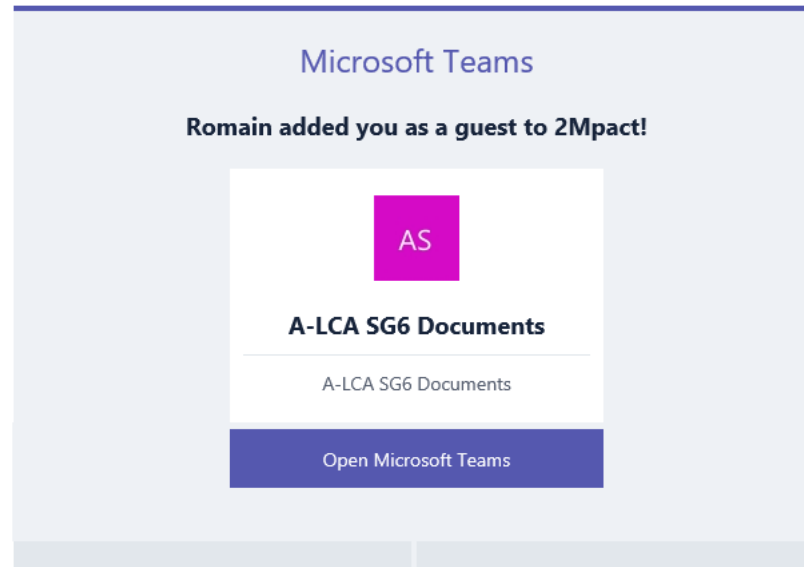 Microsoft Teams
Romain added you as a guest to 2Mpact!
AS
A-LCA SG6 Documents
A-LCA SG6 Documents
Open Microsoft Teams